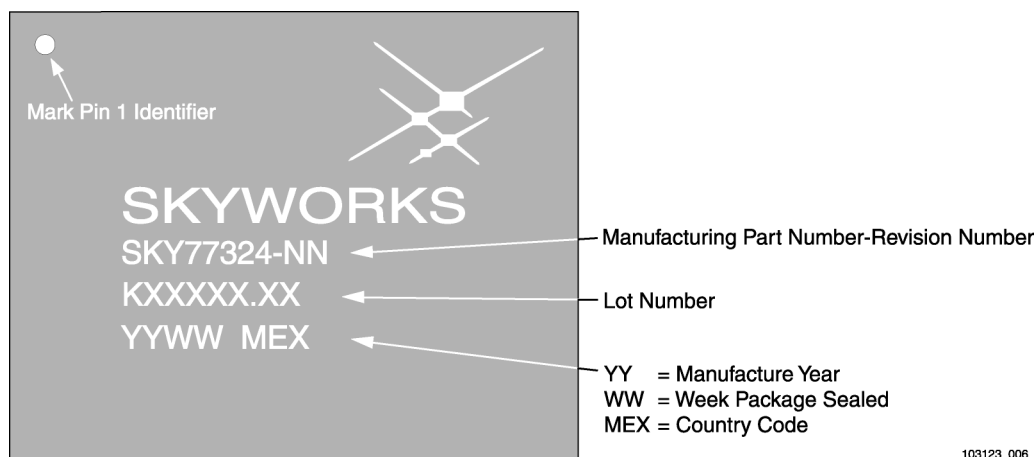 Mark Pin 1 Identifier
SKYWORKS
SKY77324-NN
Manufacturing Part Number-Revision Number
KXXXXX.XX
Lot Number
YYWW MEX
YY = Manufacture Year
WW = Week Package Sealed
MEX = Country Code
103123_006